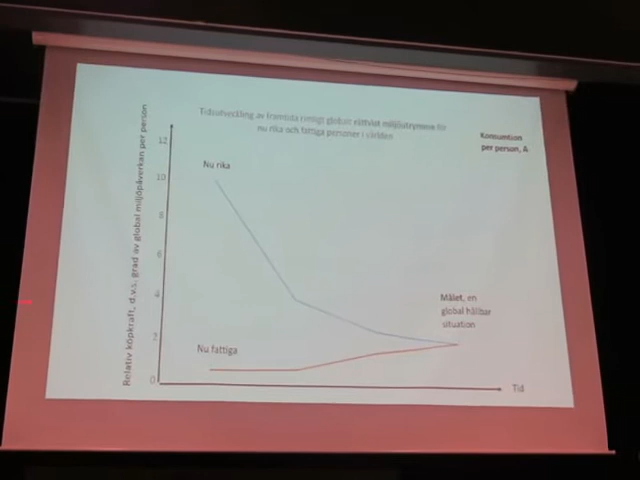 Tidsutveckling av framtida rimligt globalt rättvist miljöutrymme för
nu rika och fattiga personer i världen
Konsumtion
per person, A
Relativ köpkraft, d.v.s. grad av global miljöpåverkan per person
12
10
8
6
4
2
0
Nu rika
Nu fattiga
Målet, en
global hållbar
situation
Tid